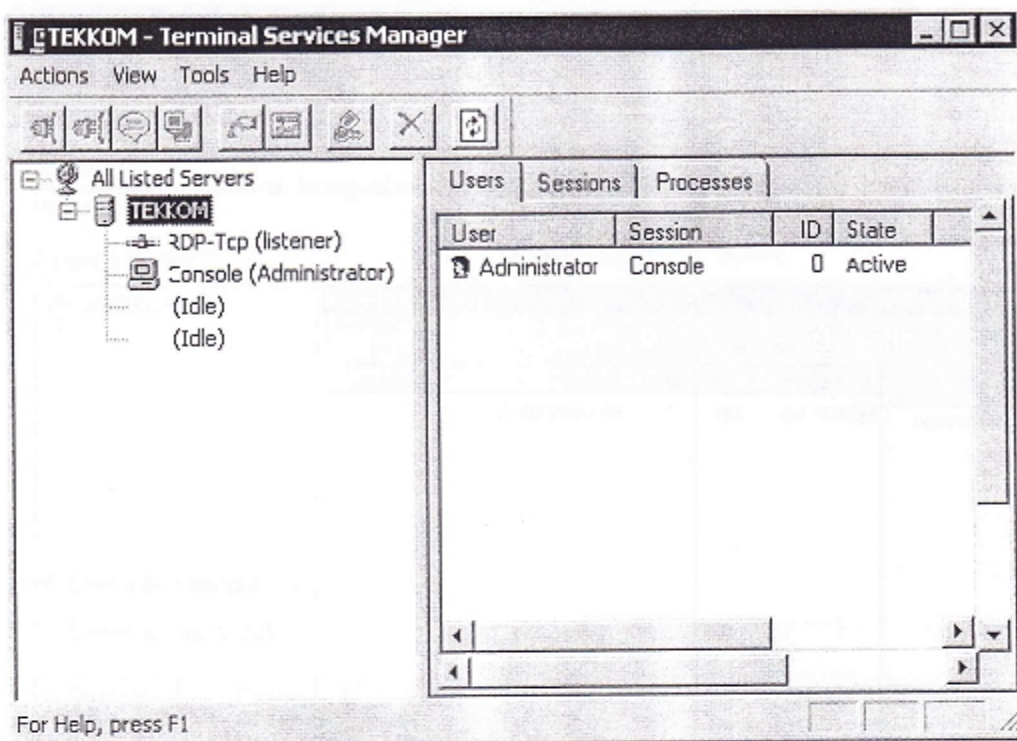 TEKKOM - Terminal Services Manager
Actions View Tools Help
All Listed Servers
TEKKOM
RDP-Tcp (listener)
Console (Administrator)
(Idle)
(Idle)
Users Sessions Processes
User Session ID State
Administrator Console 0 Active
For Help, press F1